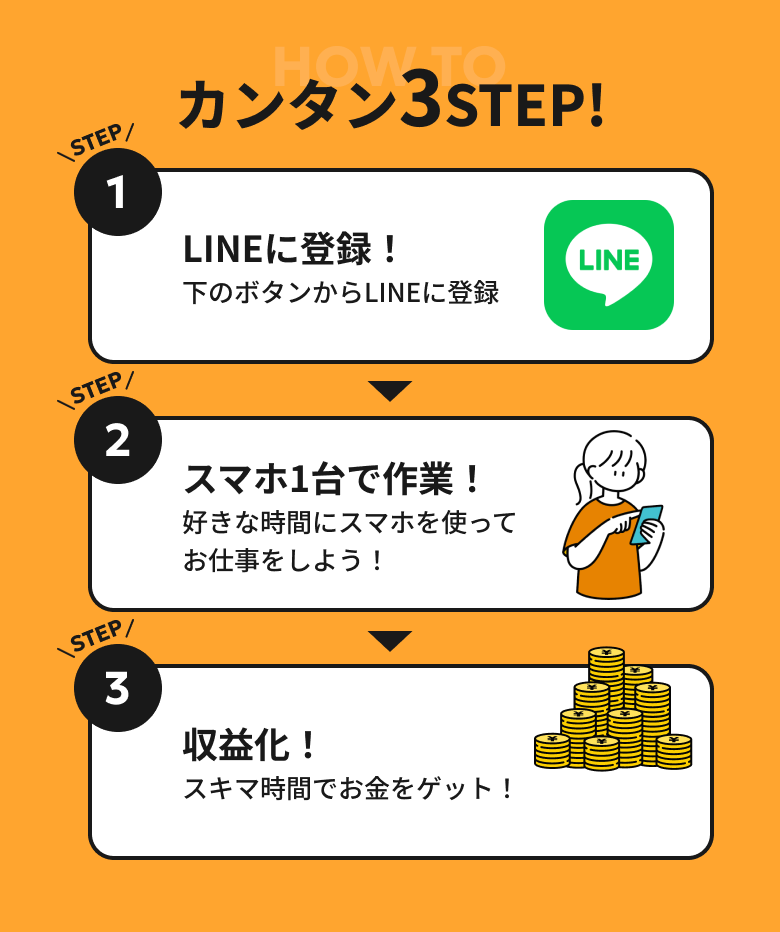 HOW TO
カンタン3STEP!
STEP
1
LINEに登録！
下のボタンからLINEに登録
LINE
STEP
2
スマホ1台で作業！
好きな時間にスマホを使って
お仕事をしよう！
STEP
3
収益化！
スキマ時間でお金をゲット！
¥
¥
¥
¥
¥
¥
¥
¥
¥